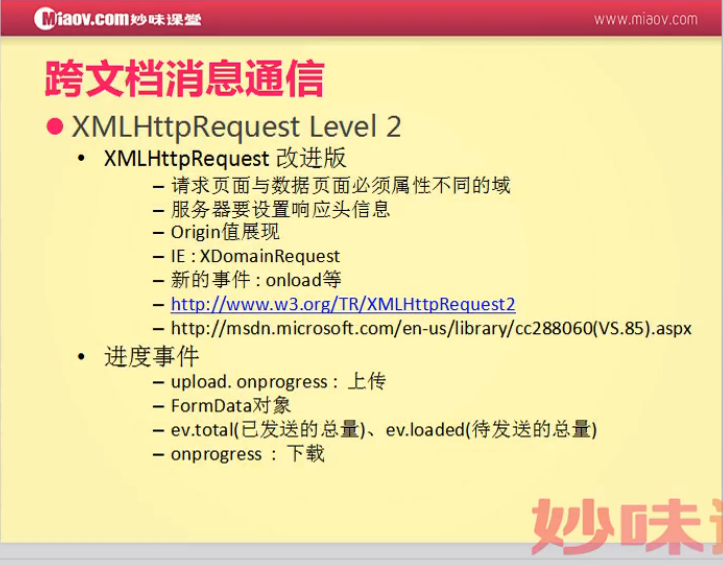 Miaov.com妙味课堂
www.miaov.com
跨文档消息通信
XMLHttpRequest Level 2
XMLHttpRequest 改进版
– 请求页面与数据页面必须属性不同的域
– 服务器要设置响应头信息
– Origin值展现
– IE : XDomainRequest
– 新的事件 : onload等
– http://www.w3.org/TR/XMLHttpRequest2
– http://msdn.microsoft.com/en-us/library/cc288060(VS.85).aspx
进度事件
– upload. onprogress : 上传
– FormData对象
– ev.total(已发送的总量)、ev.loaded(待发送的总量)
– onprogress : 下载
妙味